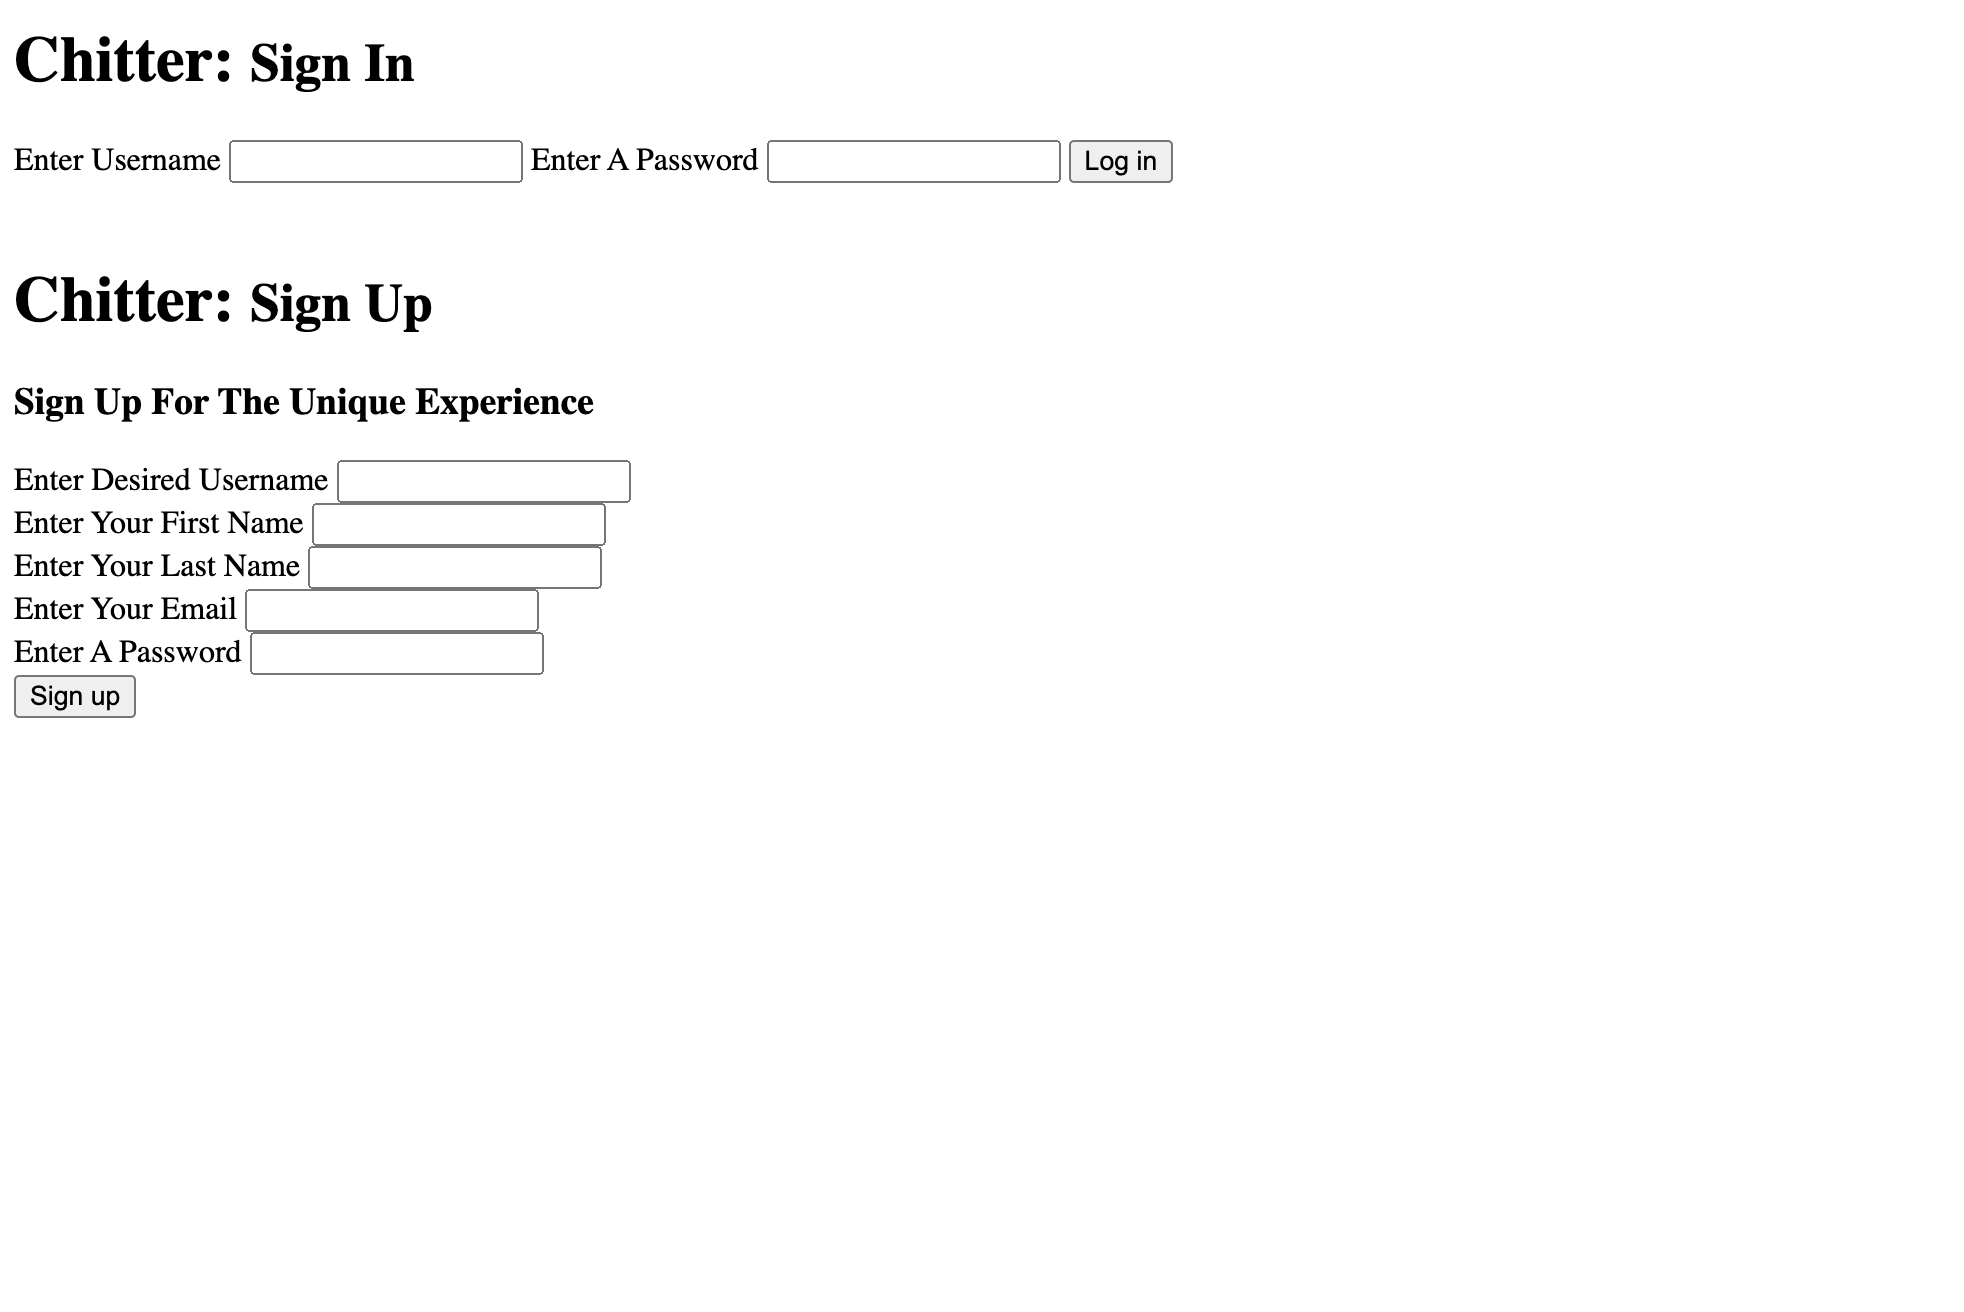 Chitter: Sign In
Enter Username Enter A Password Log in
Chitter: Sign Up
Sign Up For The Unique Experience
Enter Desired Username
Enter Your First Name
Enter Your Last Name
Enter Your Email
Enter A Password
Sign up